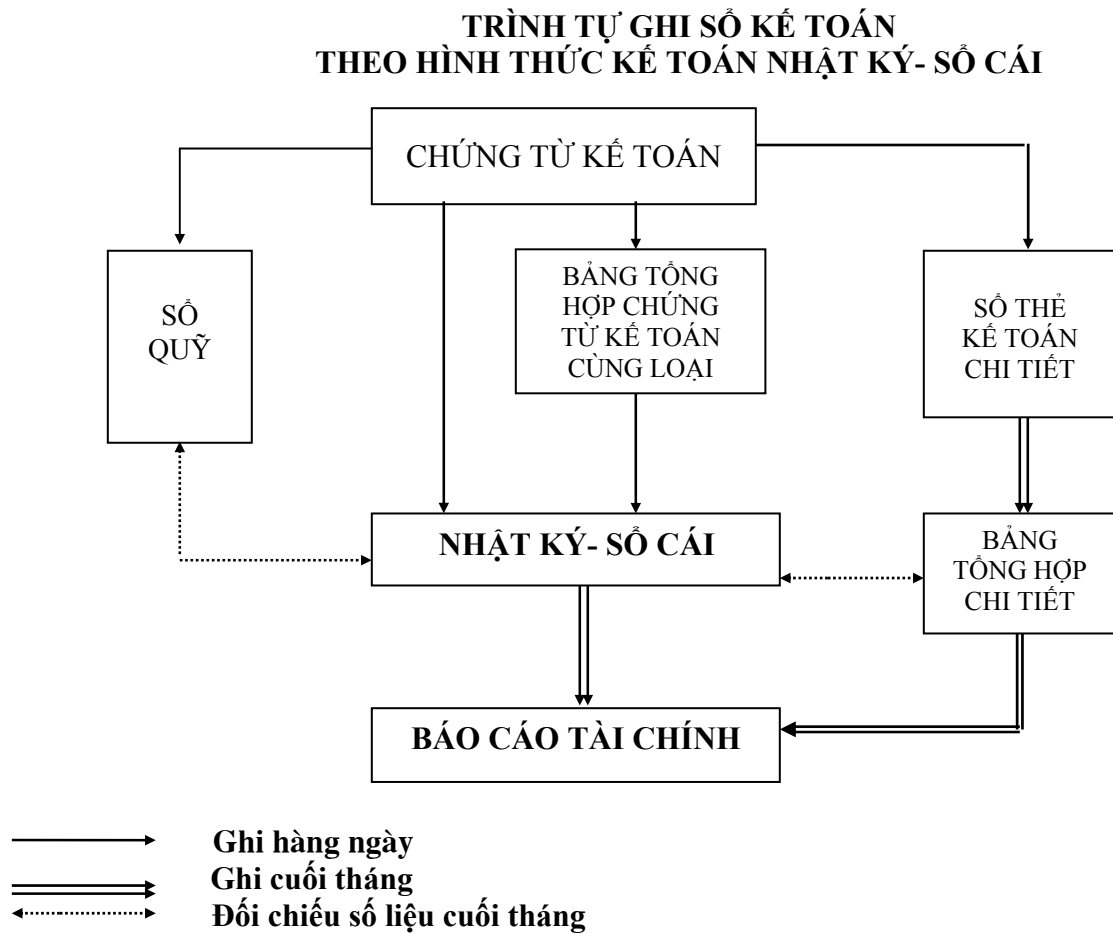 TRÌNH TỰ GHI SỔ KẾ TOÁN
THEO HÌNH THỨC KẾ TOÁN NHẬT KÝ- SỔ CÁI
CHỨNG TỪ KẾ TOÁN
SỔ
QUỸ
BẢNG TỔNG
HỢP CHỨNG
TỪ KẾ TOÁN
CÙNG LOẠI
SỔ THẺ
KẾ TOÁN
CHI TIẾT
NHẬT KÝ- SỔ CÁI
BẢNG
TỔNG HỢP
CHI TIẾT
BÁO CÁO TÀI CHÍNH
Ghi hàng ngày
Ghi cuối tháng
Đối chiếu số liệu cuối tháng